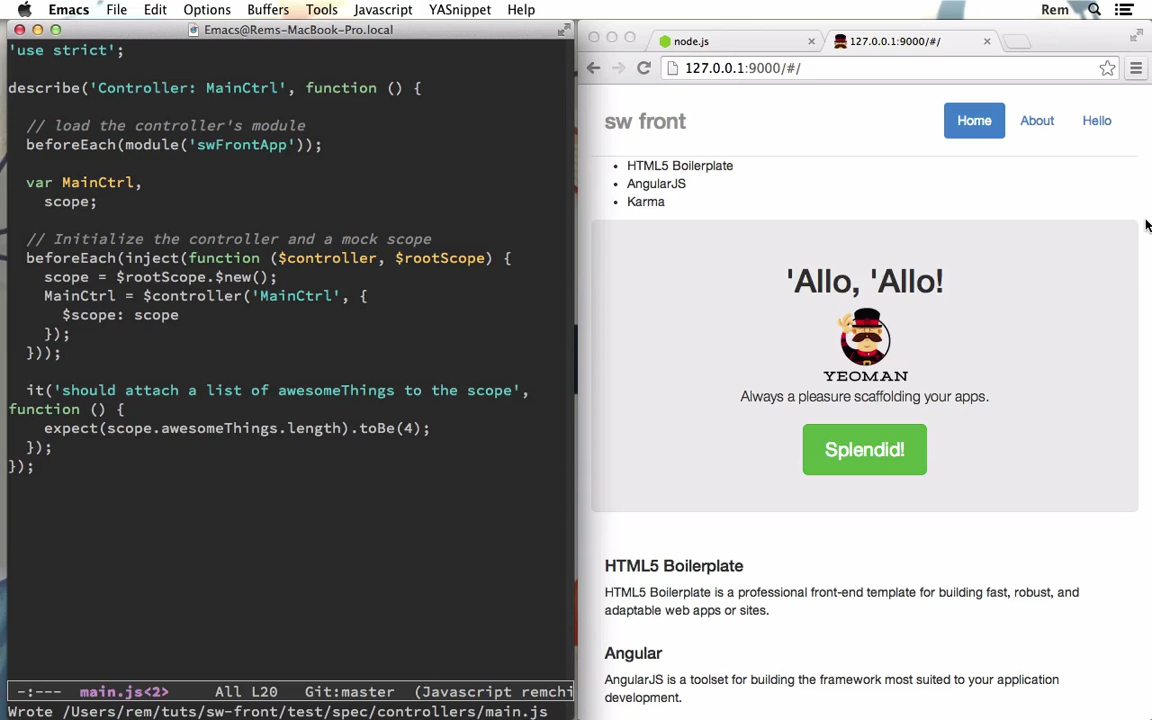 Emacs File Edit Options Buffers Tools Javascript YASnippet Help Rem
Emacs@Rems-MacBook-Pro.local
'use strict';
describe('Controller: MainCtrl', function () {
// load the controller's module
beforeEach(module('swFrontApp'));
var MainCtrl,
scope;
// Initialize the controller and a mock scope
beforeEach(inject(function ($controller, $rootScope) {
scope = $rootScope.$new();
MainCtrl = $controller('MainCtrl', {
$scope: scope
});
}));
it('should attach a list of awesomeThings to the scope',
function () {
expect(scope.awesomeThings.length).toBe(4);
});
});
-:--- main.js<2> All L20 Git:master (Javascript remchi
Wrote /Users/rem/tuts/sw-front/test/spec/controllers/main.js
node.js
127.0.0.1:9000/#/
127.0.0.1:9000/#/
sw front
Home About Hello
• HTML5 Boilerplate
• AngularJS
• Karma
'Allo, 'Allo!
YEOMAN
Always a pleasure scaffolding your apps.
Splendid!
HTML5 Boilerplate
HTML5 Boilerplate is a professional front-end template for building fast, robust, and
adaptable web apps or sites.
Angular
AngularJS is a toolset for building the framework most suited to your application
development.